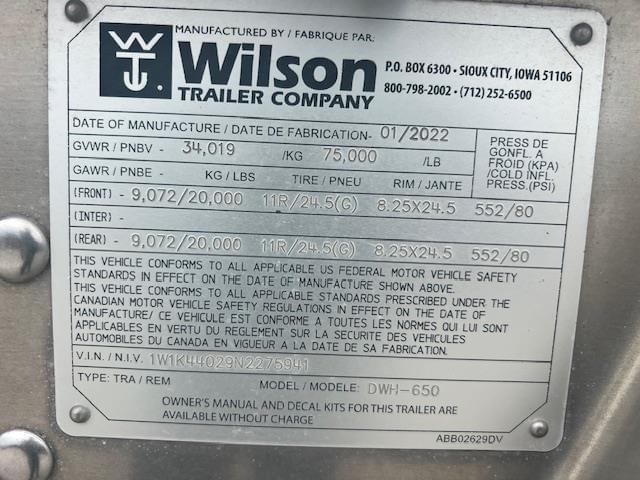 MANUFACTURED BY / FABRIQUE PAR:
WTC.
Wilson
TRAILER COMPANY
P.O. BOX 6300 • SIOUX CITY, IOWA 51106
800-798-2002 • (712) 252-6500
DATE OF MANUFACTURE / DATE DE FABRICATION- 01/2022
GVWR / PNBV - 34,019 /KG 75,000 /LB
GAWR / PNBE - KG / LBS TIRE / PNEU RIM / JANTE
PRESS DE
GONFL. A
FROID (KPA)
/COLD INFL.
PRESS.(PSI)
(FRONT) - 9,072/20,000 11R/24.5(G) 8.25X24.5 552/80
(INTER) -
(REAR) - 9,072/20,000 11R/24.5(G) 8.25X24.5 552/80
THIS VEHICLE CONFORMS TO ALL APPLICABLE US FEDERAL MOTOR VEHICLE SAFETY
STANDARDS IN EFFECT ON THE DATE OF MANUFACTURE SHOWN ABOVE.
THIS VEHICLE CONFORMS TO ALL APPLICABLE STANDARDS PRESCRIBED UNDER THE
CANADIAN MOTOR VEHICLE SAFETY REGULATIONS IN EFFECT ON THE DATE OF
MANUFACTURE/ CE VEHICULE EST CONFORME A TOUTES LES NORMES QUI LUI SONT
APPLICABLES EN VERTU DU REGLEMENT SUR LA SECURITE DES VEHICULES
AUTOMOBILES DU CANADA EN VIGUEUR A LA DATE DE SA FABRICATION.
V.I.N. / N.I.V. 1W1K44029N2275941
TYPE: TRA / REM MODEL / MODELE: DWH-650
OWNER'S MANUAL AND DECAL KITS FOR THIS TRAILER ARE
AVAILABLE WITHOUT CHARGE
ABB02629DV